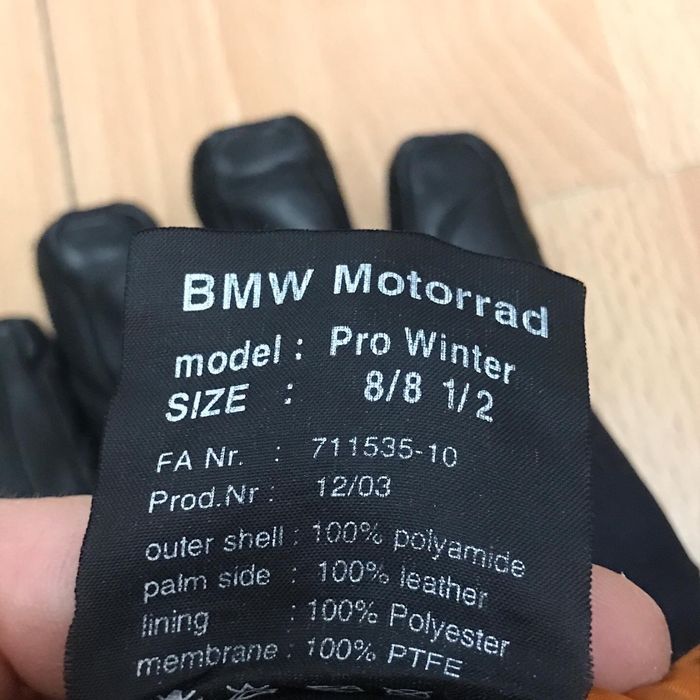 BMW Motorrad
model : Pro Winter
SIZE : 8/8 1/2
FA Nr. : 711535-10
Prod.Nr : 12/03
outer shell : 100% polyamide
palm side : 100% leather
lining : 100% Polyester
membrane : 100% PTFE